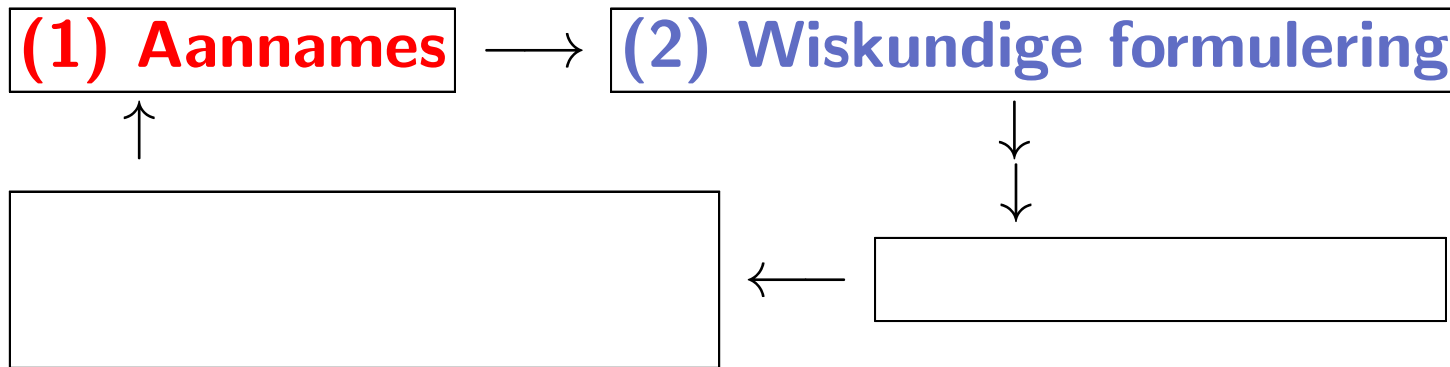 (1) Aannames
(2) Wiskundige formulering